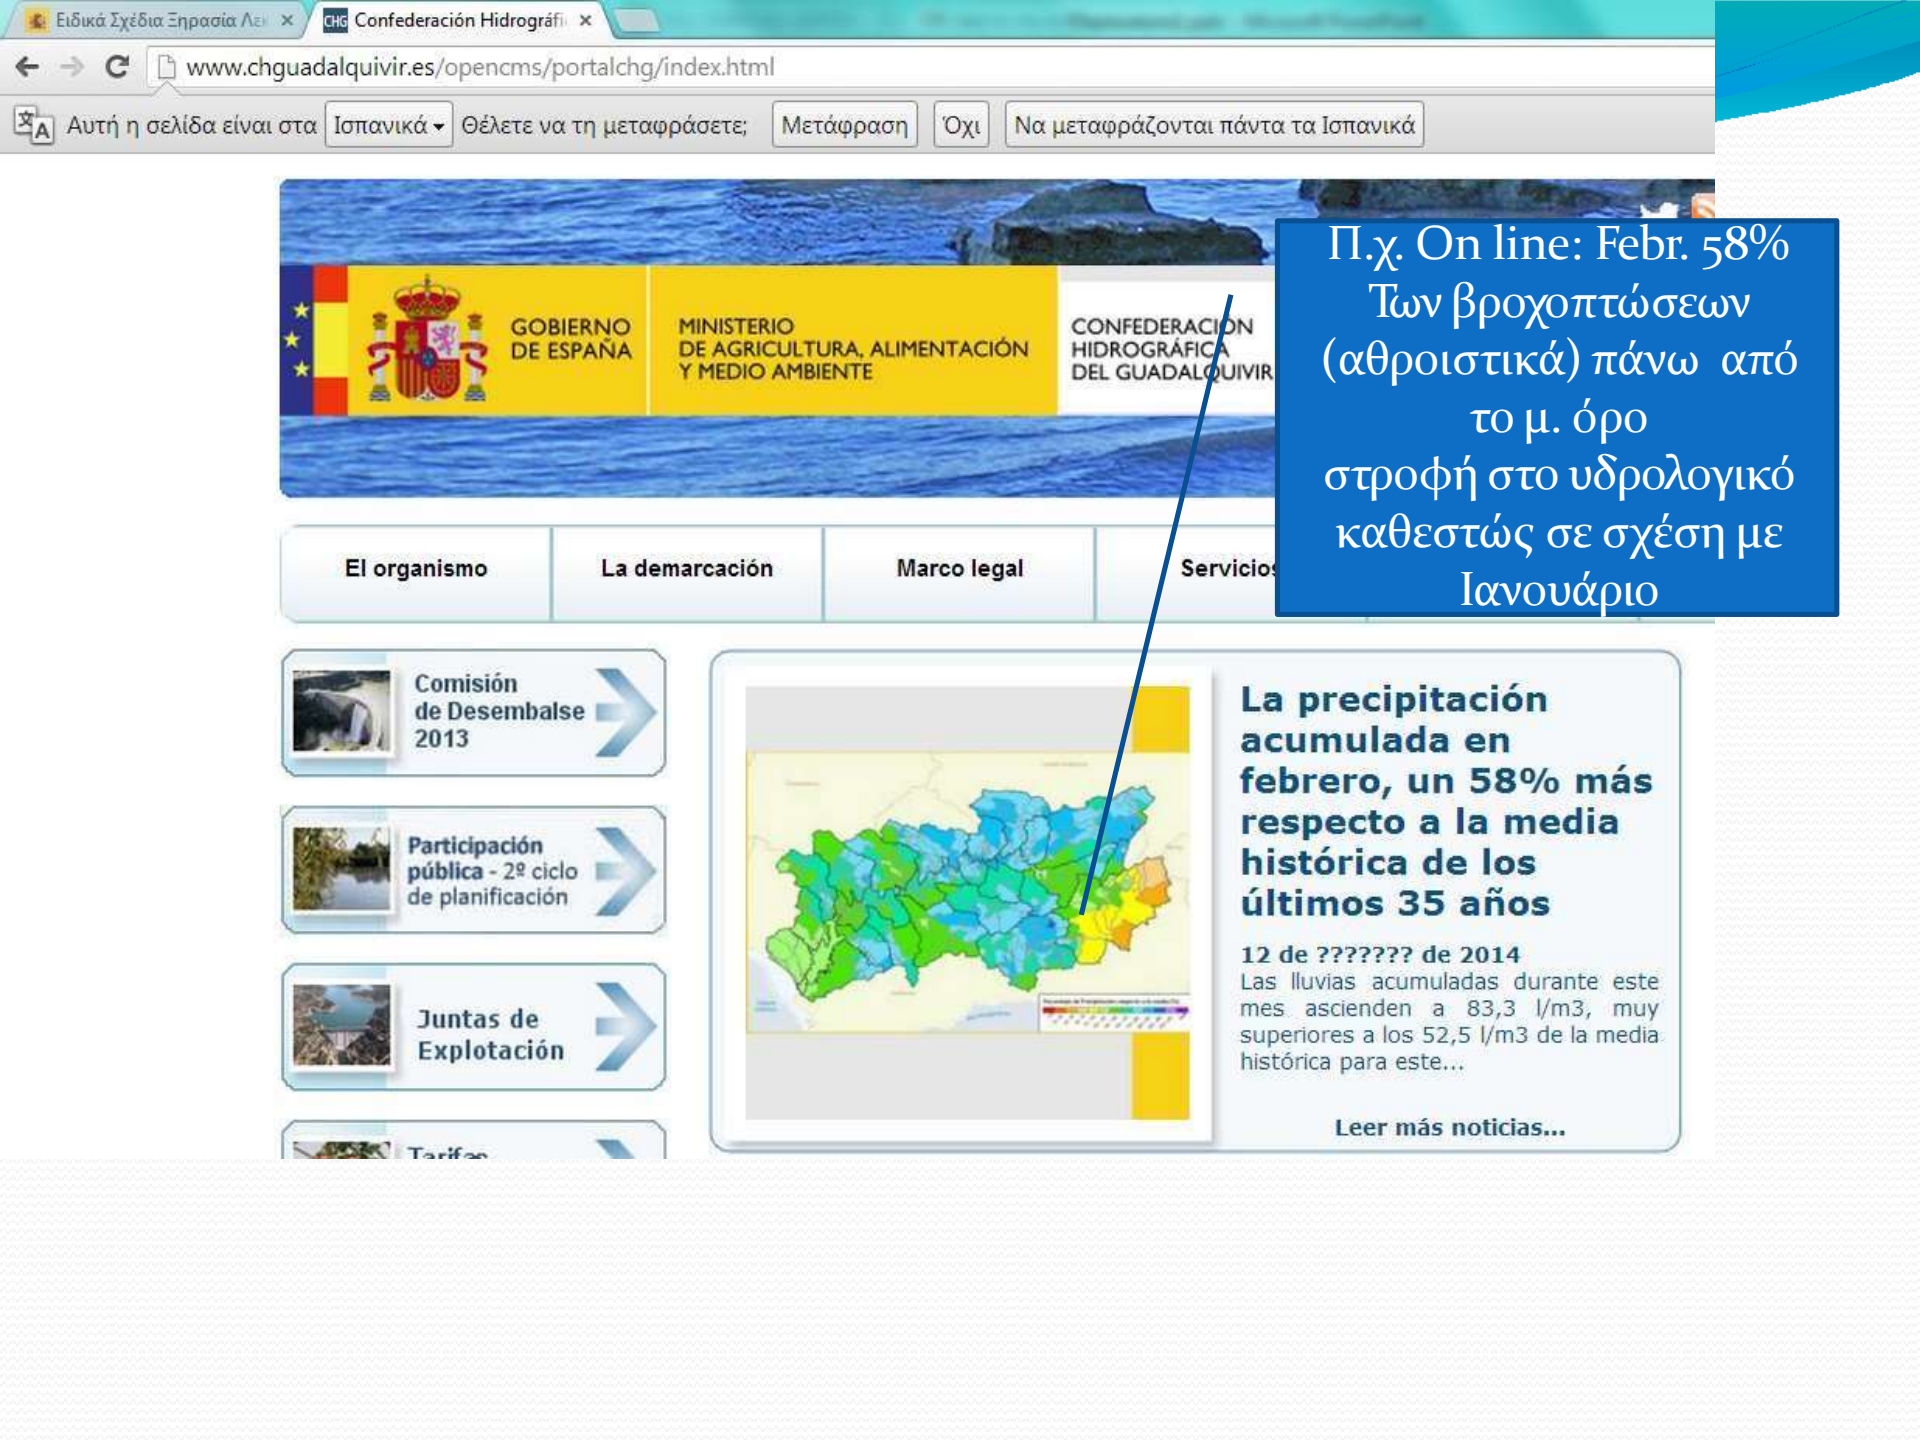 Ειδικά Σχέδια Ξηρασία Λεκ
CHG Confederación Hidrográfi
www.chguadalquivir.es/opencms/portalchg/index.html
Αυτή η σελίδα είναι στα Ισπανικά Θέλετε να τη μεταφράσετε; Μετάφραση Όχι Να μεταφράζονται πάντα τα Ισπανικά
GOBIERNO
DE ESPAÑA
MINISTERIO
DE AGRICULTURA, ALIMENTACIÓN
Y MEDIO AMBIENTE
CONFEDERACIÓN
HIDROGRÁFICA
DEL GUADALQUIVIR
Π.χ. On line: Febr. 58%
Των βροχοπτώσεων
(αθροιστικά) πάνω από
το μ. όρο
στροφή στο υδρολογικό
καθεστώς σε σχέση με
Ιανουάριο
El organismo
La demarcación
Marco legal
Servicios
Comisión
de Desembalse
2013
Participación
pública - 2º ciclo
de planificación
Juntas de
Explotación
Tarifas
La precipitación
acumulada en
febrero, un 58% más
respecto a la media
histórica de los
últimos 35 años
12 de ??????? de 2014
Las lluvias acumuladas durante este
mes ascienden a 83,3 l/m3, muy
superiores a los 52,5 l/m3 de la media
histórica para este...
Leer más noticias...